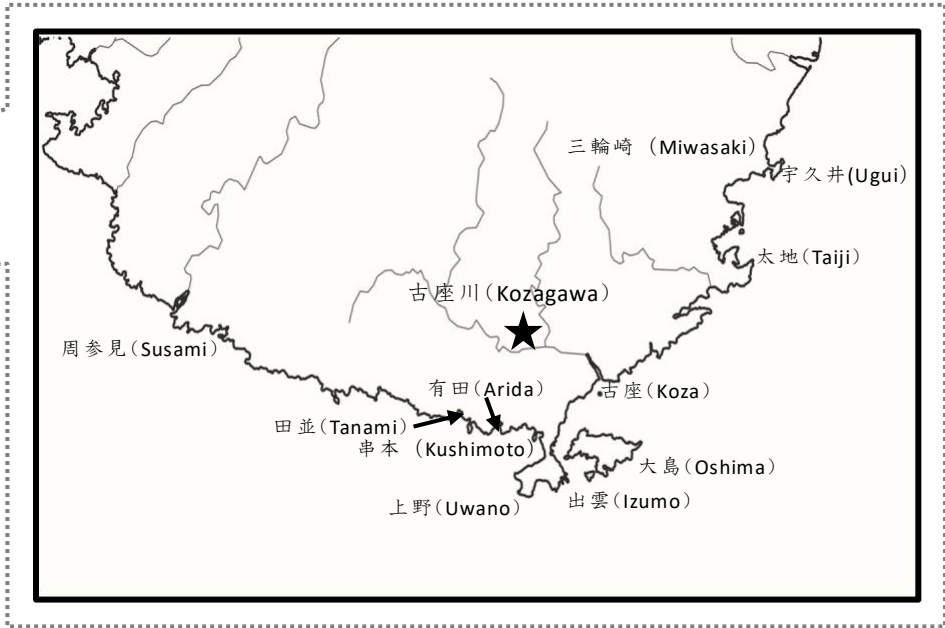 三輪崎 (Miwasaki)
宇久井(Ugui)
太地(Taiji)
古座川(Kozagawa)
周参見(Susami)
有田(Arida)
古座(Koza)
田並(Tanami)
串本 (Kushimoto)
大島(Oshima)
上野(Uwano)
出雲(Izumo)